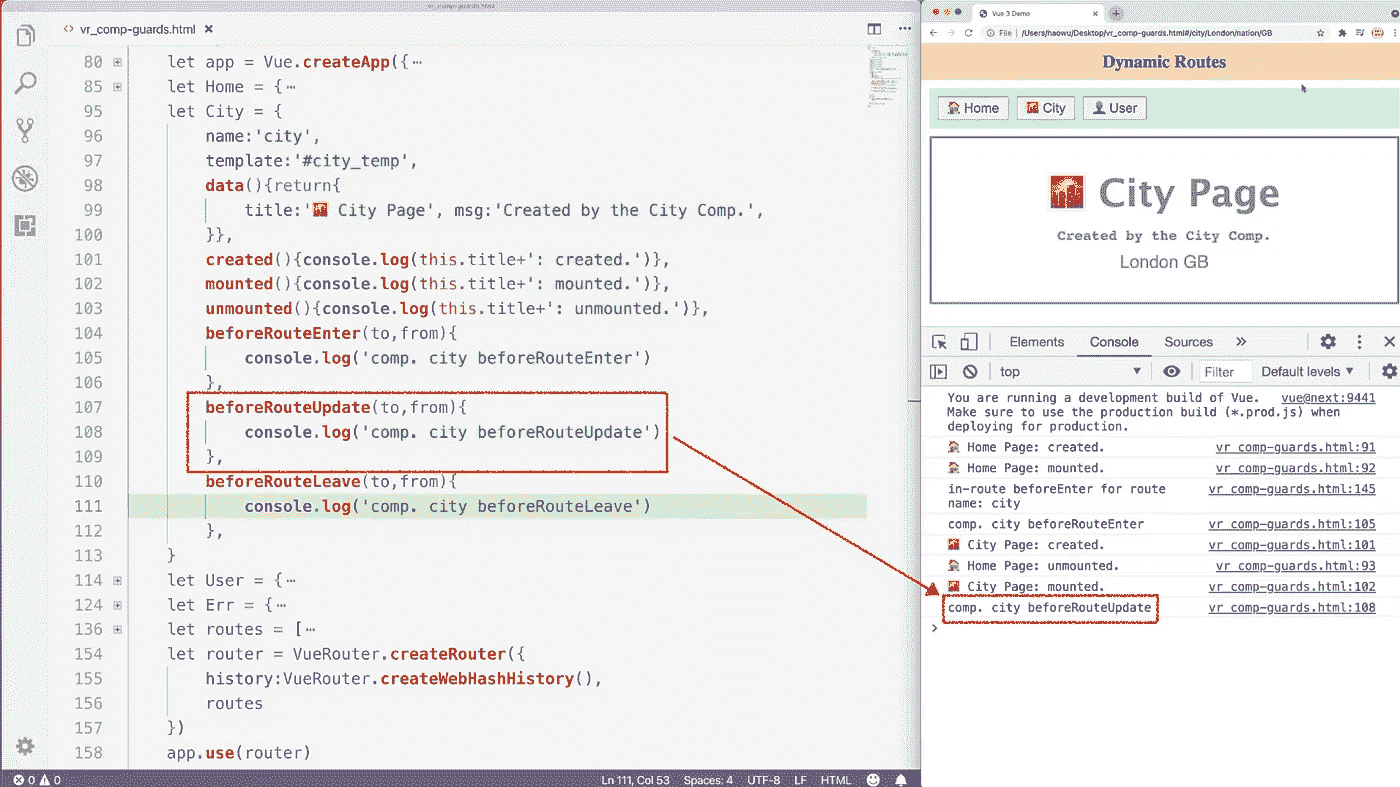 vr_comp-guards.html
vr_comp-guards.html ×
80 let app = Vue.createApp({⋯
85 let Home = {⋯
95 let City = {
96 name:'city',
97 template:'#city_temp',
98 data(){return{
99 title:'🌇 City Page', msg:'Created by the City Comp.',
100 }},
101 created(){console.log(this.title+': created.')},
102 mounted(){console.log(this.title+': mounted.')},
103 unmounted(){console.log(this.title+': unmounted.')},
104 beforeRouteEnter(to,from){
105 console.log('comp. city beforeRouteEnter')
106 },
107 beforeRouteUpdate(to,from){
108 console.log('comp. city beforeRouteUpdate')
109 },
110 beforeRouteLeave(to,from){
111 console.log('comp. city beforeRouteLeave')
112 },
113 }
114 let User = {⋯
124 let Err = {⋯
136 let routes = [⋯
154 let router = VueRouter.createRouter({
155 history:VueRouter.createWebHashHistory(),
156 routes
157 })
158 app.use(router)
0 0
Ln 111, Col 53 Spaces: 4 UTF-8 LF HTML
Vue 3 Demo
File | /Users/haowu/Desktop/vr_comp-guards.html#/city/London/nation/GB
Dynamic Routes
🏠 Home 🌇 City 👤 User
🌇 City Page
Created by the City Comp.
London GB
Elements Console Sources »
top Filter Default levels ▼
You are running a development build of Vue. vue@next:9441
Make sure to use the production build (*.prod.js) when
deploying for production.
🏠 Home Page: created. vr_comp-guards.html:91
🏠 Home Page: mounted. vr_comp-guards.html:92
in-route beforeEnter for route vr_comp-guards.html:145
name: city
comp. city beforeRouteEnter vr_comp-guards.html:105
🌇 City Page: created. vr_comp-guards.html:101
🏠 Home Page: unmounted. vr_comp-guards.html:93
🌇 City Page: mounted. vr_comp-guards.html:102
comp. city beforeRouteUpdate vr_comp-guards.html:108